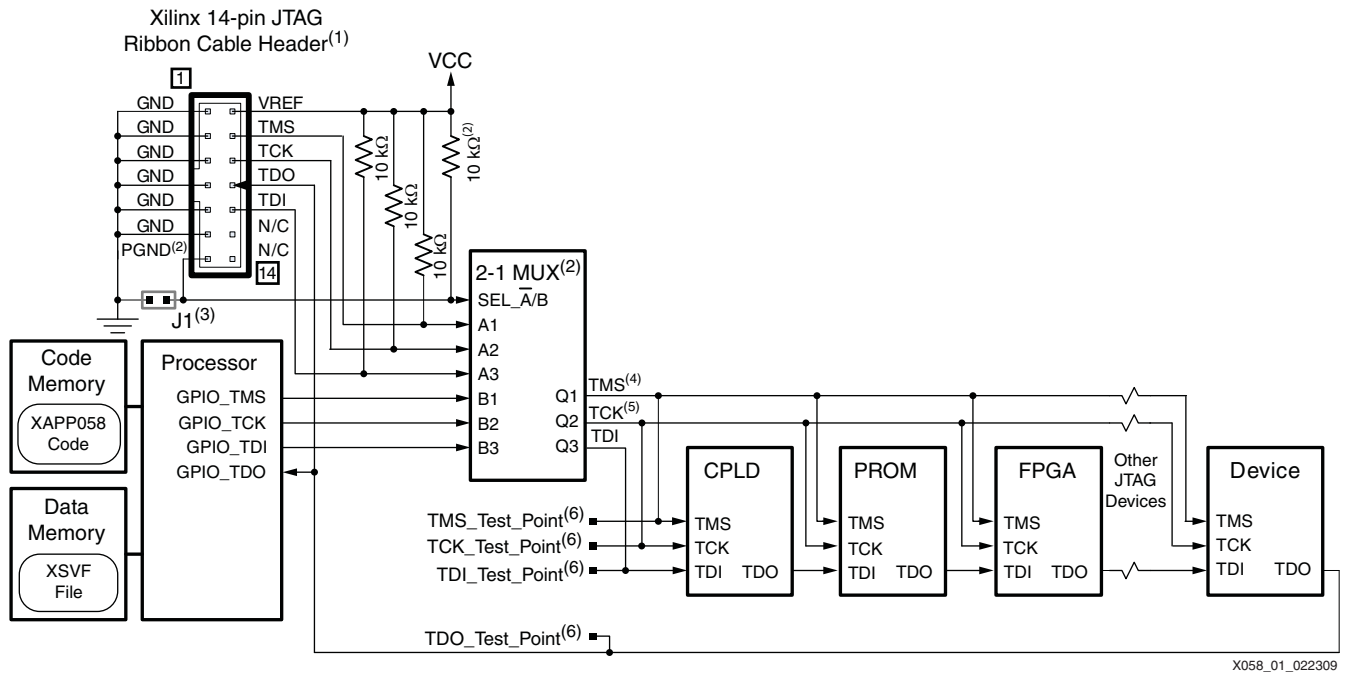 Xilinx 14-pin JTAG
Ribbon Cable Header(1)
VCC
1
GND
VREF
GND
TMS
GND
TCK
GND
TDO
GND
TDI
GND
N/C
PGND(2)
N/C
14
10 kΩ
10 kΩ
10 kΩ
10 kΩ(2)
J1(3)
2-1 MUX(2)
SEL_A̅/B
A1
A2
A3
B1
B2
B3
Q1
Q2
Q3
TMS(4)
TCK(5)
TDI
Code
Memory
XAPP058
Code
Data
Memory
XSVF
File
Processor
GPIO_TMS
GPIO_TCK
GPIO_TDI
GPIO_TDO
TMS_Test_Point(6)
TCK_Test_Point(6)
TDI_Test_Point(6)
TDO_Test_Point(6)
CPLD
TMS
TCK
TDI TDO
PROM
TMS
TCK
TDI TDO
FPGA
TMS
TCK
TDI TDO
Other
JTAG
Devices
Device
TMS
TCK
TDI TDO
X058_01_022309